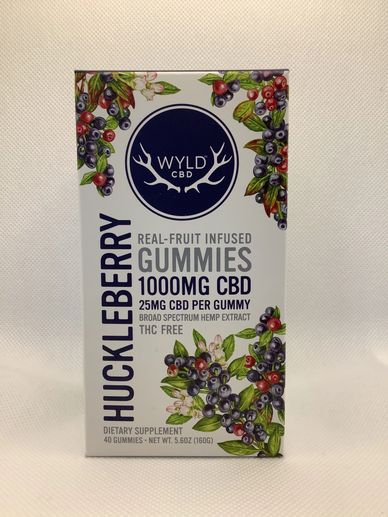 WYLD
CBD
HUCKLEBERRY
REAL-FRUIT INFUSED
GUMMIES
1000MG CBD
25MG CBD PER GUMMY
BROAD SPECTRUM HEMP EXTRACT
THC FREE
DIETARY SUPPLEMENT
40 GUMMIES • NET WT. 5.6OZ (160G)